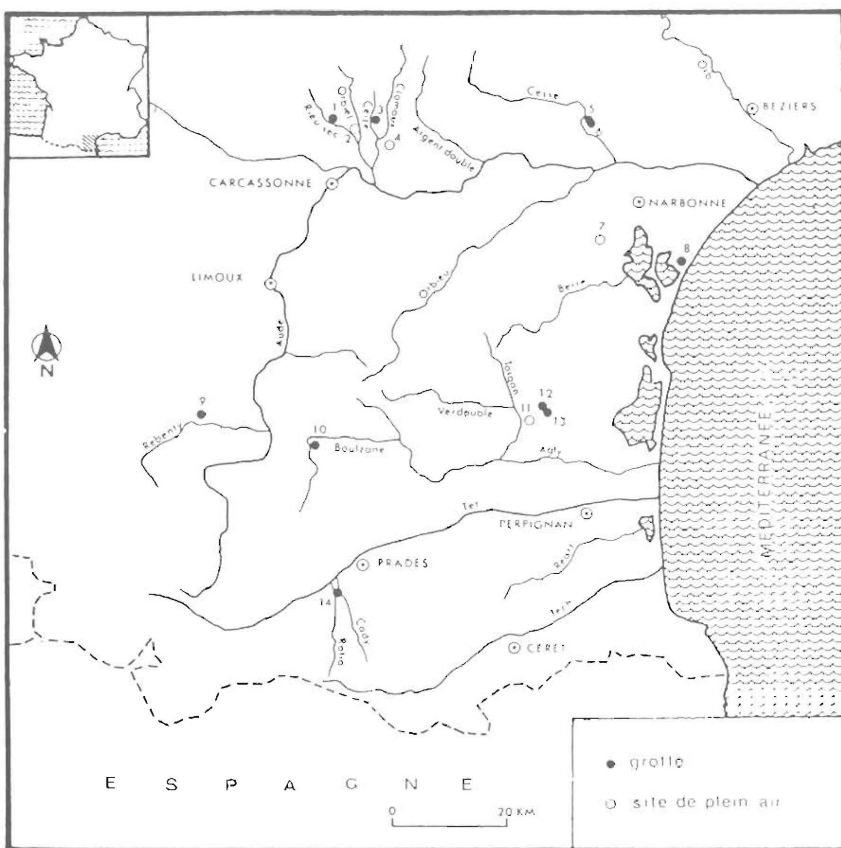 Orb
BEZIERS
Cesse
1
Orbiel
3
Clamoux
5
Rieu sec
2
Ceize
4
Argent double
CARCASSONNE
NARBONNE
7
8
LIMOUX
Orbieu
Berre
Aude
N
Torgan
9
12
Verdouble
11
13
Rebenty
10
Boulzane
Agly
MEDITERRANEE
Tet
PERPIGNAN
Reart
PRADES
14
Cady
Rotja
Tech
CERET
ESPAGNE
0 20 KM
grotte
site de plein air